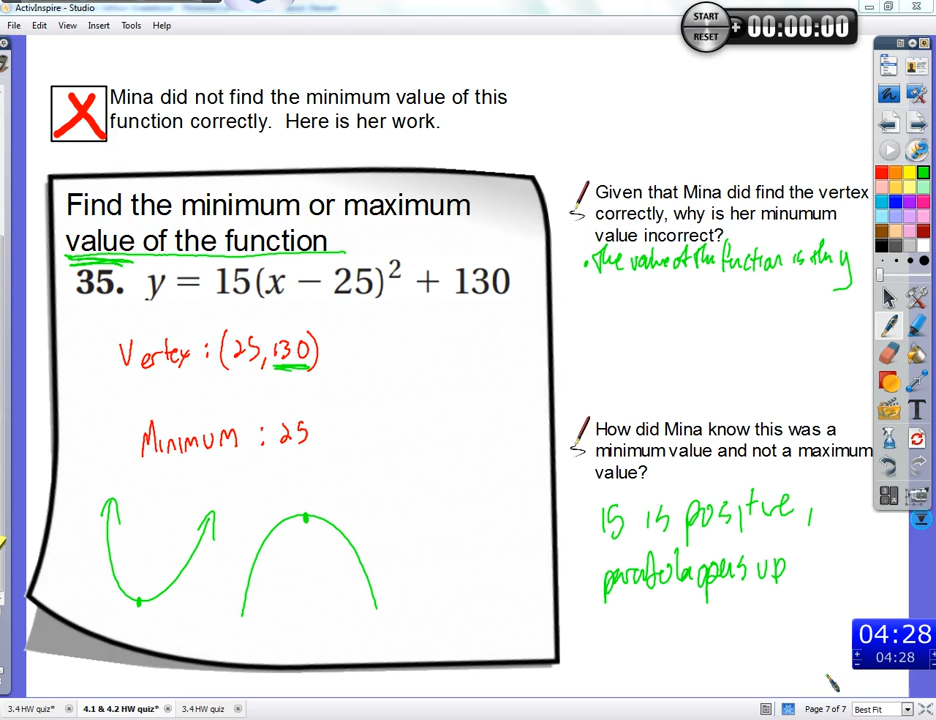 ActivInspire - Studio
File Edit View Insert Tools Help
START
RESET
+
00:00:00
Mina did not find the minimum value of this
function correctly. Here is her work.
Find the minimum or maximum
value of the function
35. y = 15(x − 25)² + 130
Vertex : (25, 130)
Minimum : 25
Given that Mina did find the vertex
correctly, why is her minumum
value incorrect?
• The value of the function is the y
How did Mina know this was a
minimum value and not a maximum
value?
15 is positive,
parabola opens up
04:28
04:28
3.4 HW quiz* 4.1 & 4.2 HW quiz* 3.4 HW quiz
Page 7 of 7 Best Fit